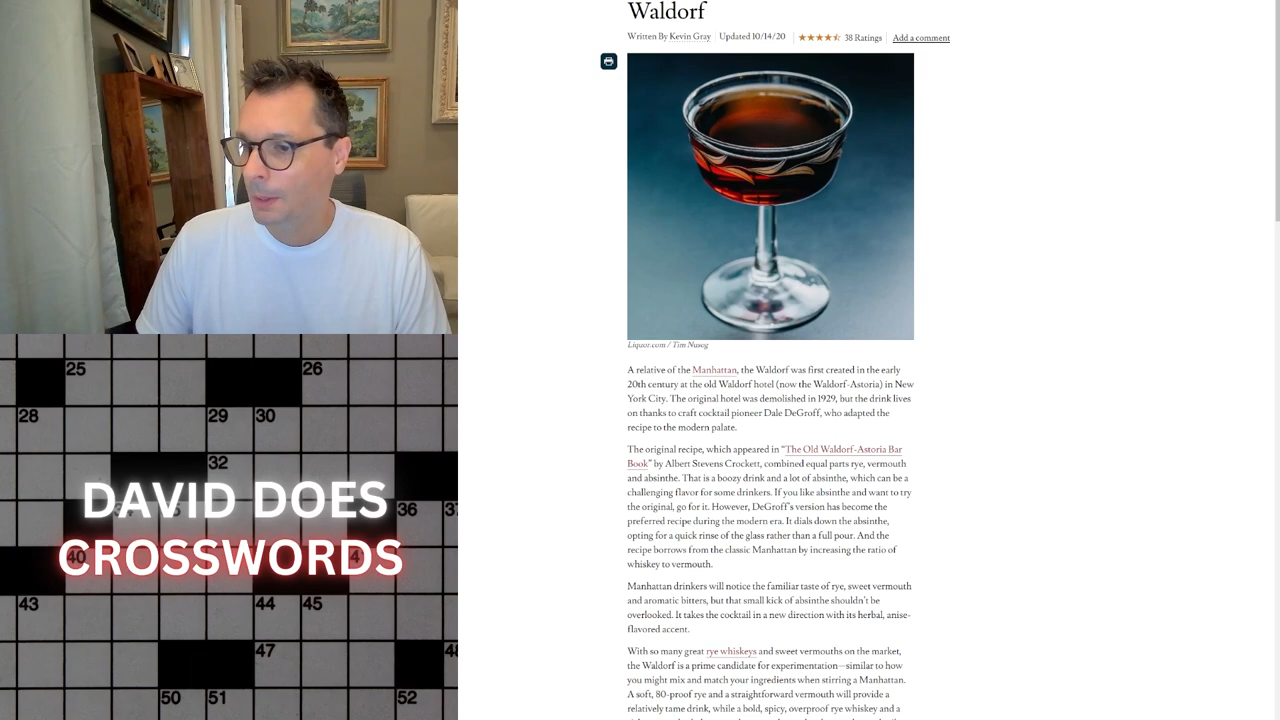 Waldorf
Written By Kevin Gray Updated 10/14/20 38 Ratings Add a comment
Liquor.com / Tim Nusog
A relative of the Manhattan, the Waldorf was first created in the early
20th century at the old Waldorf hotel (now the Waldorf-Astoria) in New
York City. The original hotel was demolished in 1929, but the drink lives
on thanks to craft cocktail pioneer Dale DeGroff, who adapted the
recipe to the modern palate.
The original recipe, which appeared in “The Old Waldorf-Astoria Bar
Book” by Albert Stevens Crockett, combined equal parts rye, vermouth
and absinthe. That is a boozy drink and a lot of absinthe, which can be a
challenging flavor for some drinkers. If you like absinthe and want to try
the original, go for it. However, DeGroff's version has become the
preferred recipe during the modern era. It dials down the absinthe,
opting for a quick rinse of the glass rather than a full pour. And the
recipe borrows from the classic Manhattan by increasing the ratio of
whiskey to vermouth.
Manhattan drinkers will notice the familiar taste of rye, sweet vermouth
and aromatic bitters, but that small kick of absinthe shouldn't be
overlooked. It takes the cocktail in a new direction with its herbal, anise-
flavored accent.
With so many great rye whiskeys and sweet vermouths on the market,
the Waldorf is a prime candidate for experimentation—similar to how
you might mix and match your ingredients when stirring a Manhattan.
A soft, 80-proof rye and a straightforward vermouth will provide a
relatively tame drink, while a bold, spicy, overproof rye whiskey and a
25 26
28 29 30
32
DAVID DOES
36
CROSSWORDS
40
43 44 45
47
50 51 52